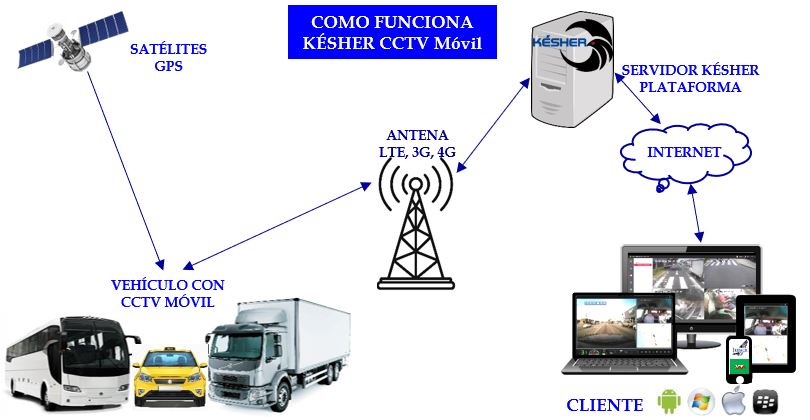 COMO FUNCIONA
KÉSHER CCTV Móvil
SATÉLITES
GPS
KÉSHER
SERVIDOR KÉSHER
PLATAFORMA
ANTENA
LTE, 3G, 4G
INTERNET
VEHÍCULO CON
CCTV MÓVIL
CLIENTE